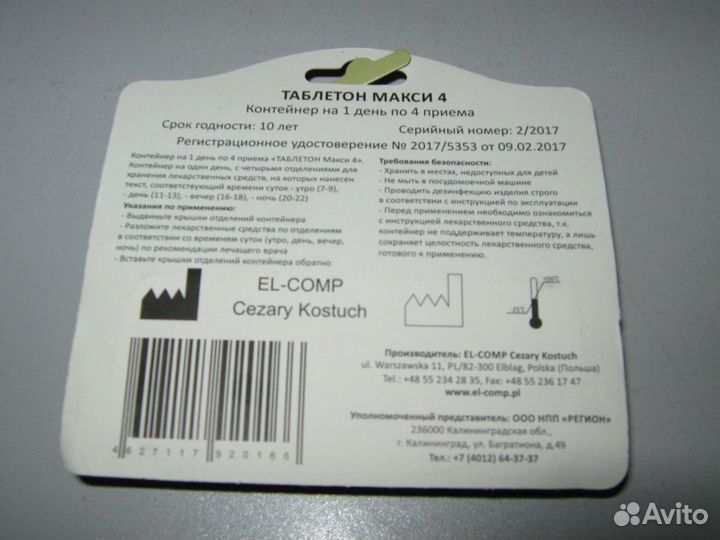 ТАБЛЕТОН МАКСИ 4
Контейнер на 1 день по 4 приема
Срок годности: 10 лет
Серийный номер: 2/2017
Регистрационное удостоверение № 2017/5353 от 09.02.2017
Контейнер на 1 день по 4 приема «ТАБЛЕТОН Макси 4».
Контейнер на один день, с четырьмя отделениями для
хранения лекарственных средств, на которых нанесен
текст, соответствующий времени суток - утро (7-9),
- день (11-13), - вечер (16-18), - ночь (20-22)
Указания по применению:
- Выдвиньте крышки отделений контейнера
- Разложите лекарственные средства по отделениям
в соответствии со временем суток (утро, день, вечер,
ночь) по рекомендации лечащего врача
- Вставьте крышки отделений контейнера обратно
Требования безопасности:
- Хранить в местах, недоступных для детей
- Не мыть в посудомоечной машине
- Проводить дезинфекцию изделия строго
в соответствии с инструкцией по эксплуатации
- Перед применением необходимо ознакомиться
с инструкцией лекарственного средства, т.к.
контейнер не поддерживает температуру, а лишь
сохраняет целостность лекарственного средства,
готового к применению.
EL-COMP
Cezary Kostuch
+50°C
-25°C
Производитель: EL-COMP Cezary Kostuch
ul. Warszawska 11, PL/82-300 Elblag, Polska (Польша)
Tel.: +48 55 234 28 35, Fax: +48 55 236 17 47
www.el-comp.pl
Уполномоченный представитель: ООО НПП «РЕГИОН»
236000 Калининградская обл.,
г. Калининград, ул. Багратиона, д.49
Тел.: +7 (4012) 64-37-37
4 627117 920166
Avito